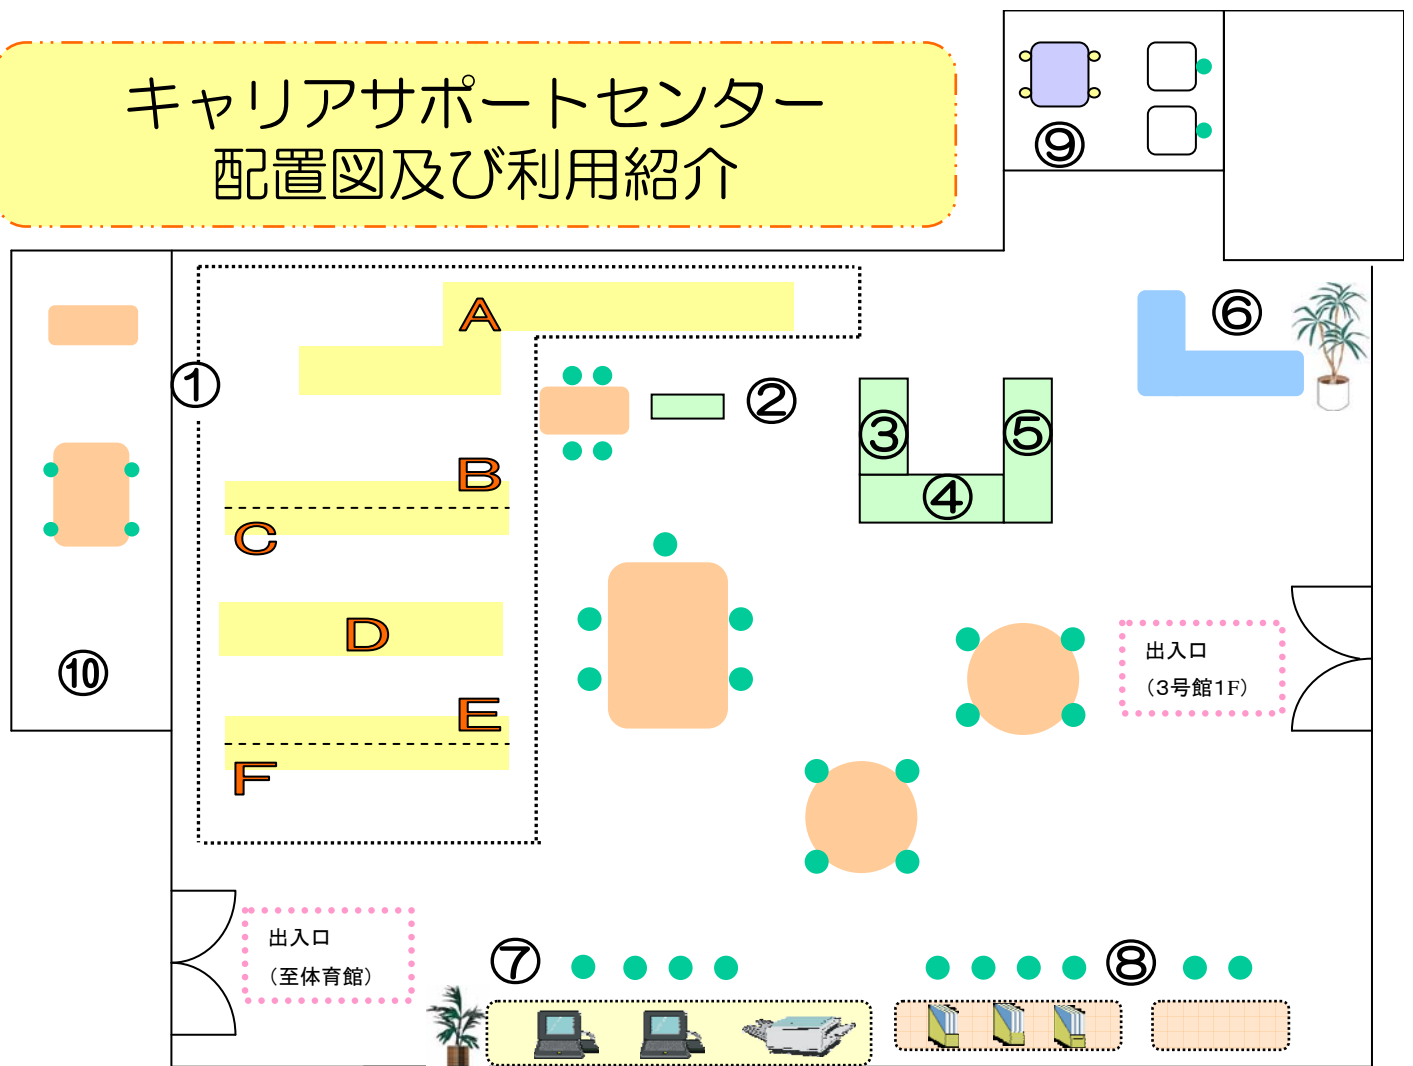 キャリアサポートセンター
配置図及び利用紹介
⑨
⑥
A
①
②
③
⑤
④
B
C
D
出入口
（3号館1F）
⑩
E
F
出入口
（至体育館）
⑦
⑧